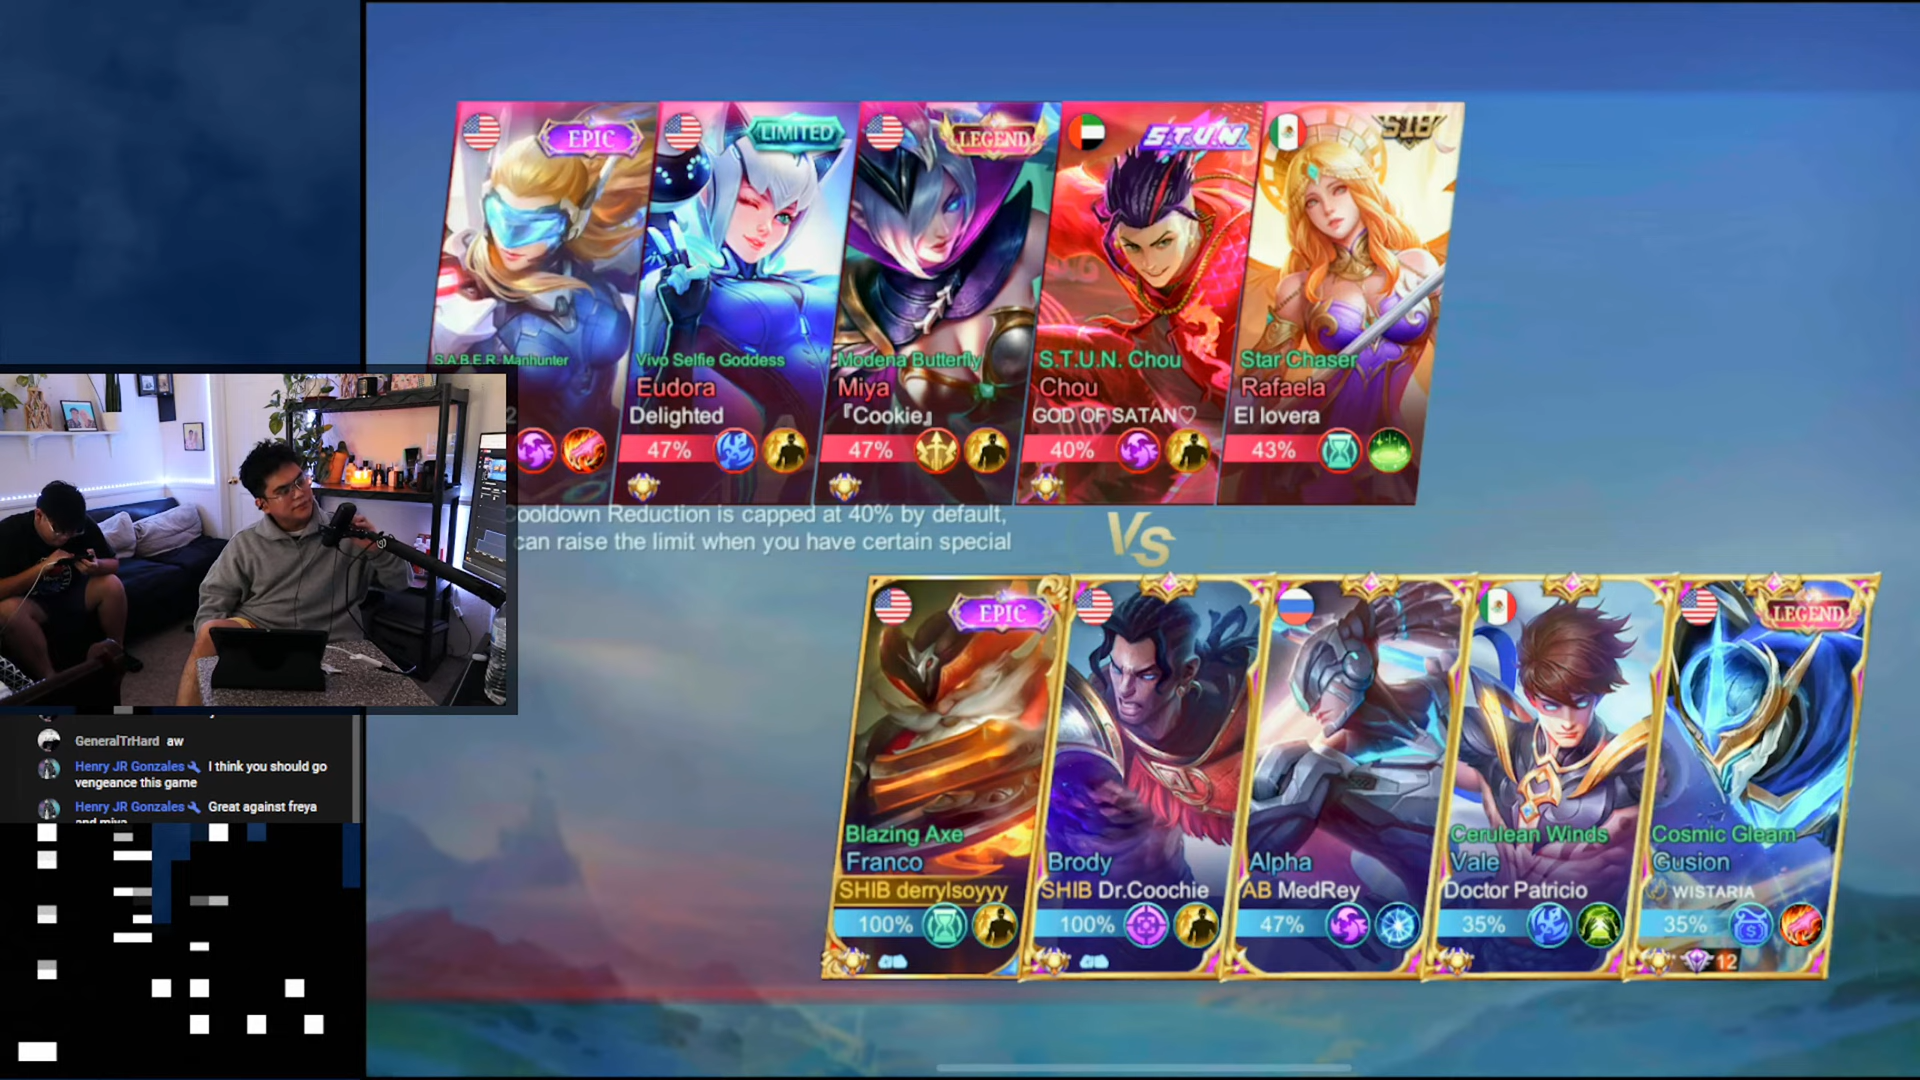 EPIC
LIMITED
LEGEND
S.T.U.N.
S.A.B.E.R. Manhunter
Vivo Selfie Goddess
Eudora
Delighted
47%
Modena Butterfly
Miya
『Cookie』
47%
S.T.U.N. Chou
Chou
GOD OF SATAN♡
40%
Star Chaser
Rafaela
El lovera
43%
ooldown Reduction is capped at 40% by default,
can raise the limit when you have certain special
Vs
EPIC
LEGEND
Blazing Axe
Franco
SHIB derrylsoyyy
100%
Brody
SHIB Dr.Coochie
100%
Alpha
AB MedRey
47%
Cerulean Winds
Vale
Doctor Patricio
35%
Cosmic Gleam
Gusion
WISTARIA
35%
12
GeneralTrHard aw
Henry JR Gonzales I think you should go
vengeance this game
Henry JR Gonzales Great against freya
and miya